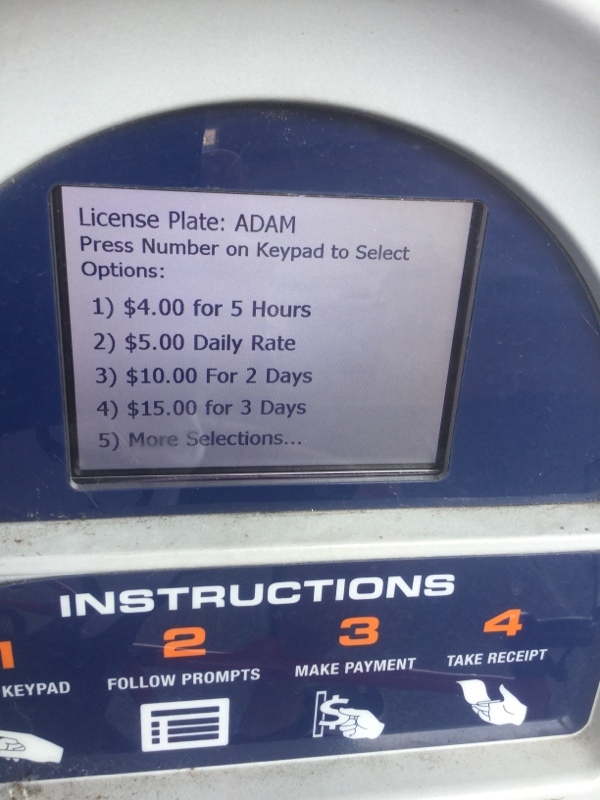 License Plate: ADAM
Press Number on Keypad to Select
Options:
1) $4.00 for 5 Hours
2) $5.00 Daily Rate
3) $10.00 For 2 Days
4) $15.00 for 3 Days
5) More Selections...
INSTRUCTIONS
1 2 3 4
KEYPAD FOLLOW PROMPTS MAKE PAYMENT TAKE RECEIPT
$